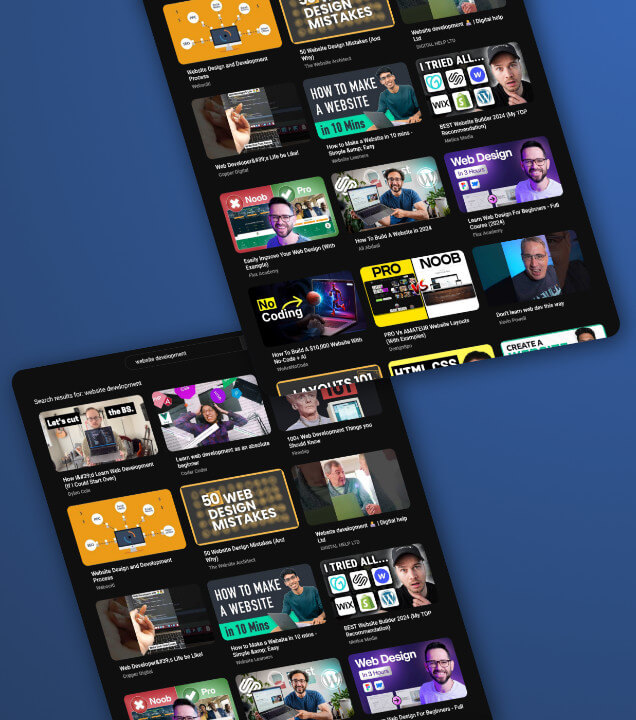 DESIGN
MISTAKES
Website Design and Development
Process
WebooXi
50 Website Design Mistakes (And
Why)
The Website Architect
Website development 🙏 | Digital help
Ltd
DIGITAL HELP LTD
HOW TO MAKE
A WEBSITE
in 10 Mins
I TRIED ALL...
WIX
Web Developer&#39;s Life be Like!
Copper Digital
How to Make a Website in 10 mins -
Simple &amp; Easy
Website Learners
BEST Website Builder 2024 (My TOP
Recommendation)
Metics Media
Noob
Pro
Web Design
In 3 Hours
Easily Improve Your Web Design (With
Example)
Flux Academy
How To Build A Website in 2024
Ali Abdaal
Learn Web Design For Beginners - Full
Course (2024)
Flux Academy
No
Coding
PRO
NOOB
VS
How To Build A $10,000 Website With
No-Code + AI
PRO Vs AMATEUR Website Layouts
(With Examples)
Don't learn web dev this way
Kevin Powell
LAYOUTS 101
HTML CSS
CREATE A
website development
Search results for: website development
Let's cut
the BS.
How I&#39;d Learn Web Development
(If I Could Start Over)
Learn web development as an absolute
beginner
Coder Coder
101
100+ Web Development Things you
Should Know
Fireship
Website Design and Development
Process
WebooXi
50 WEB
DESIGN
MISTAKES
50 Website Design Mistakes (And
Why)
The Website Architect
Website development 🙏 | Digital help
Ltd
DIGITAL HELP LTD
HOW TO MAKE
A WEBSITE
in 10 Mins
I TRIED ALL...
WIX
Web Developer&#39;s Life be Like!
Copper Digital
How to Make a Website in 10 mins -
Simple &amp; Easy
Website Learners
BEST Website Builder 2024 (My TOP
Recommendation)
Metics Media
Noob
Pro
Web Design
In 3 Hours